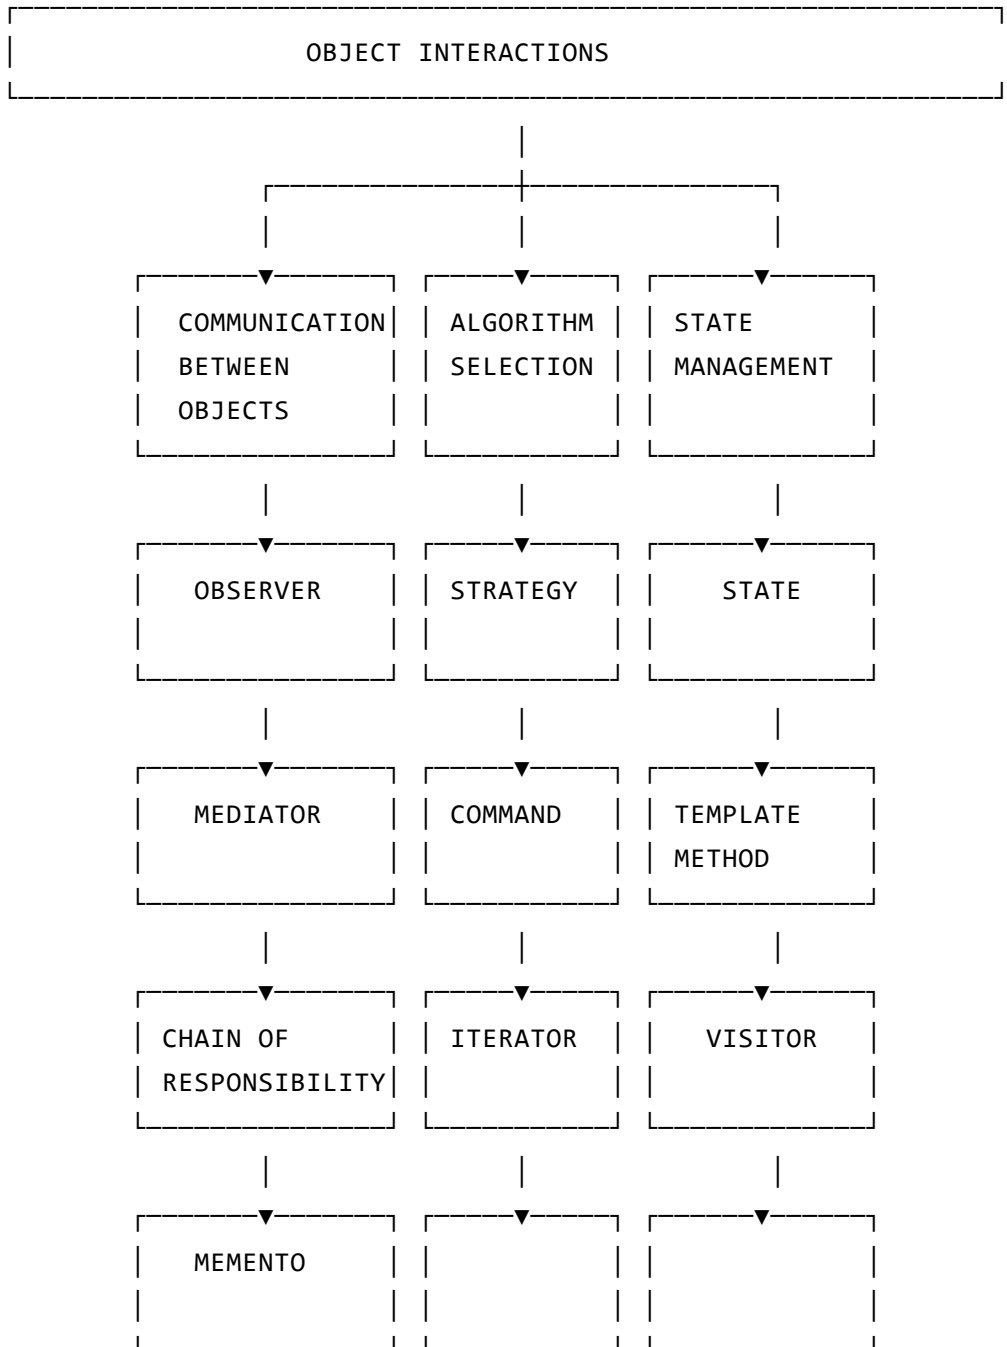 OBJECT INTERACTIONS
COMMUNICATION
BETWEEN
OBJECTS
ALGORITHM
SELECTION
STATE
MANAGEMENT
OBSERVER
STRATEGY
STATE
MEDIATOR
COMMAND
TEMPLATE
METHOD
CHAIN OF
RESPONSIBILITY
ITERATOR
VISITOR
MEMENTO